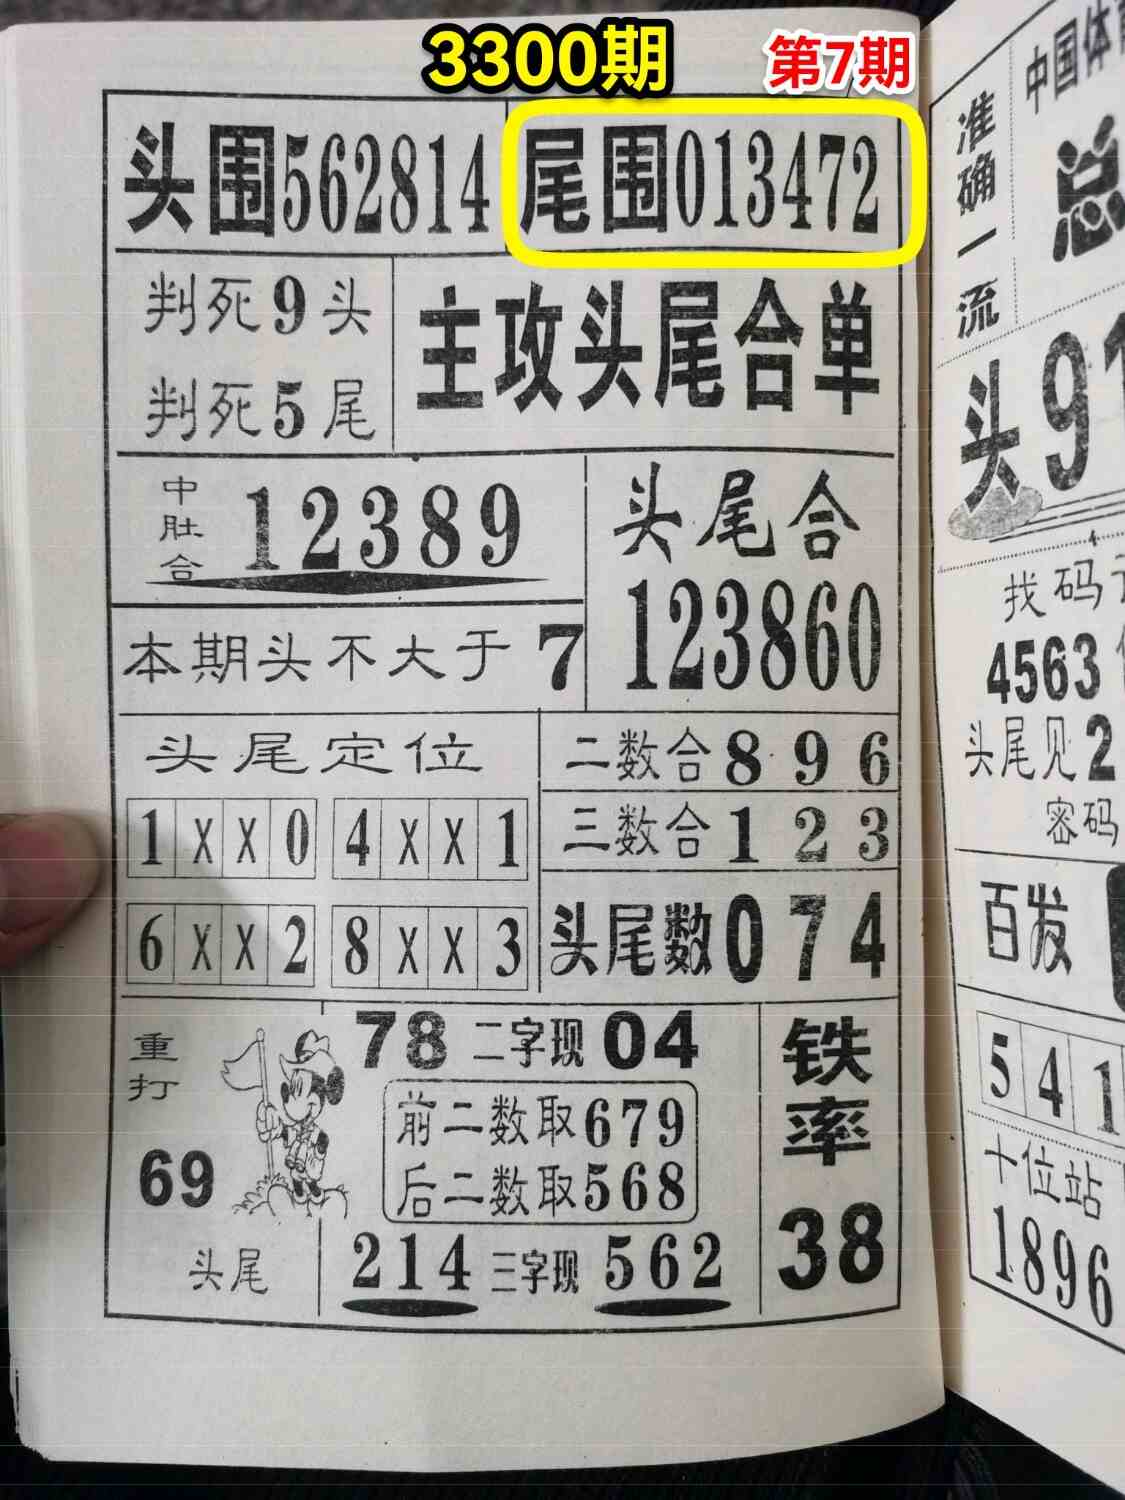 3300期
第7期
头围562814
尾围013472
判死9头
判死5尾
主攻头尾合单
中肚合 12389
头尾合
123860
本期头不大于7
头尾定位
1XX0 4XX1
6XX2 8XX3
二数合896
三数合123
头尾数074
重打
69
头尾
78二字现04
前二数取679
后二数取568
214三字现562
铁率
38
中国体
准确一流
总
头91
找码
4563
头尾见2
密码
百发
541
十位站
1896